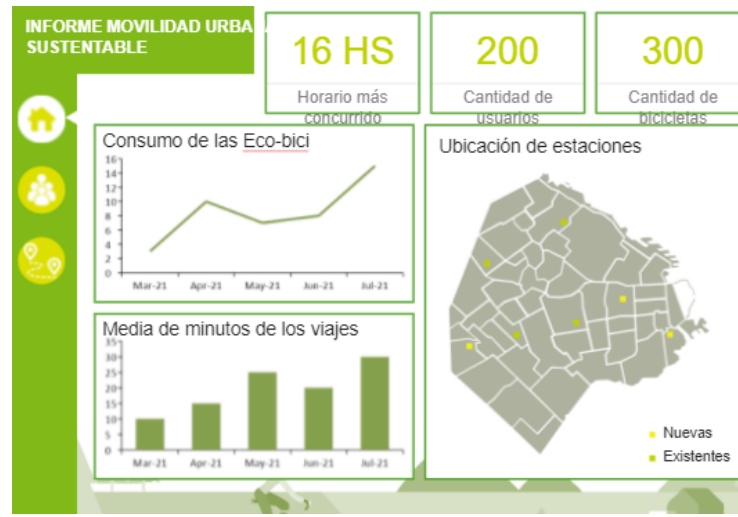 INFORME MOVILIDAD URBANA
SUSTENTABLE
16 HS
Horario más
concurrido
200
Cantidad de
usuarios
300
Cantidad de
bicicletas
Consumo de las Eco-bici
16
14
12
10
8
6
4
2
0
Mar-21 Apr-21 May-21 Jun-21 Jul-21
Media de minutos de los viajes
35
30
25
20
15
10
5
0
Mar-21 Apr-21 May-21 Jun-21 Jul-21
Ubicación de estaciones
Nuevas
Existentes